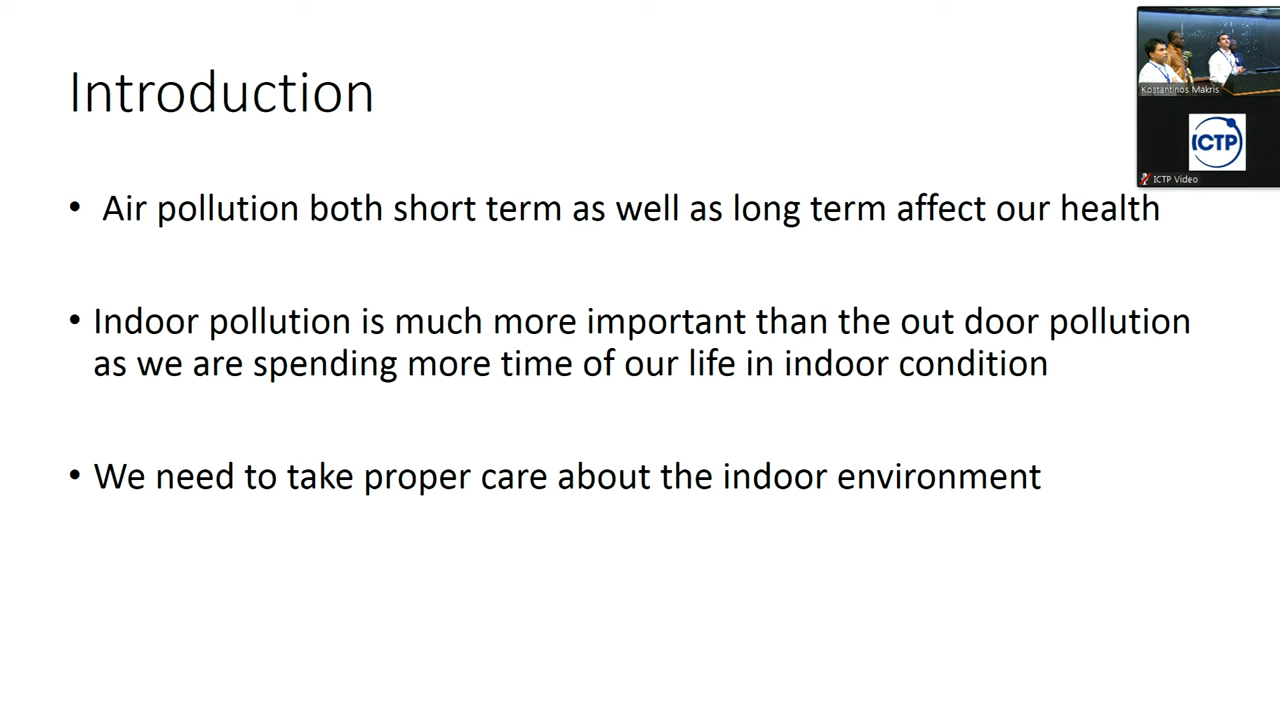 Introduction
Kostantinos Makris
ICTP
ICTP Video
• Air pollution both short term as well as long term affect our health
• Indoor pollution is much more important than the out door pollution
as we are spending more time of our life in indoor condition
• We need to take proper care about the indoor environment